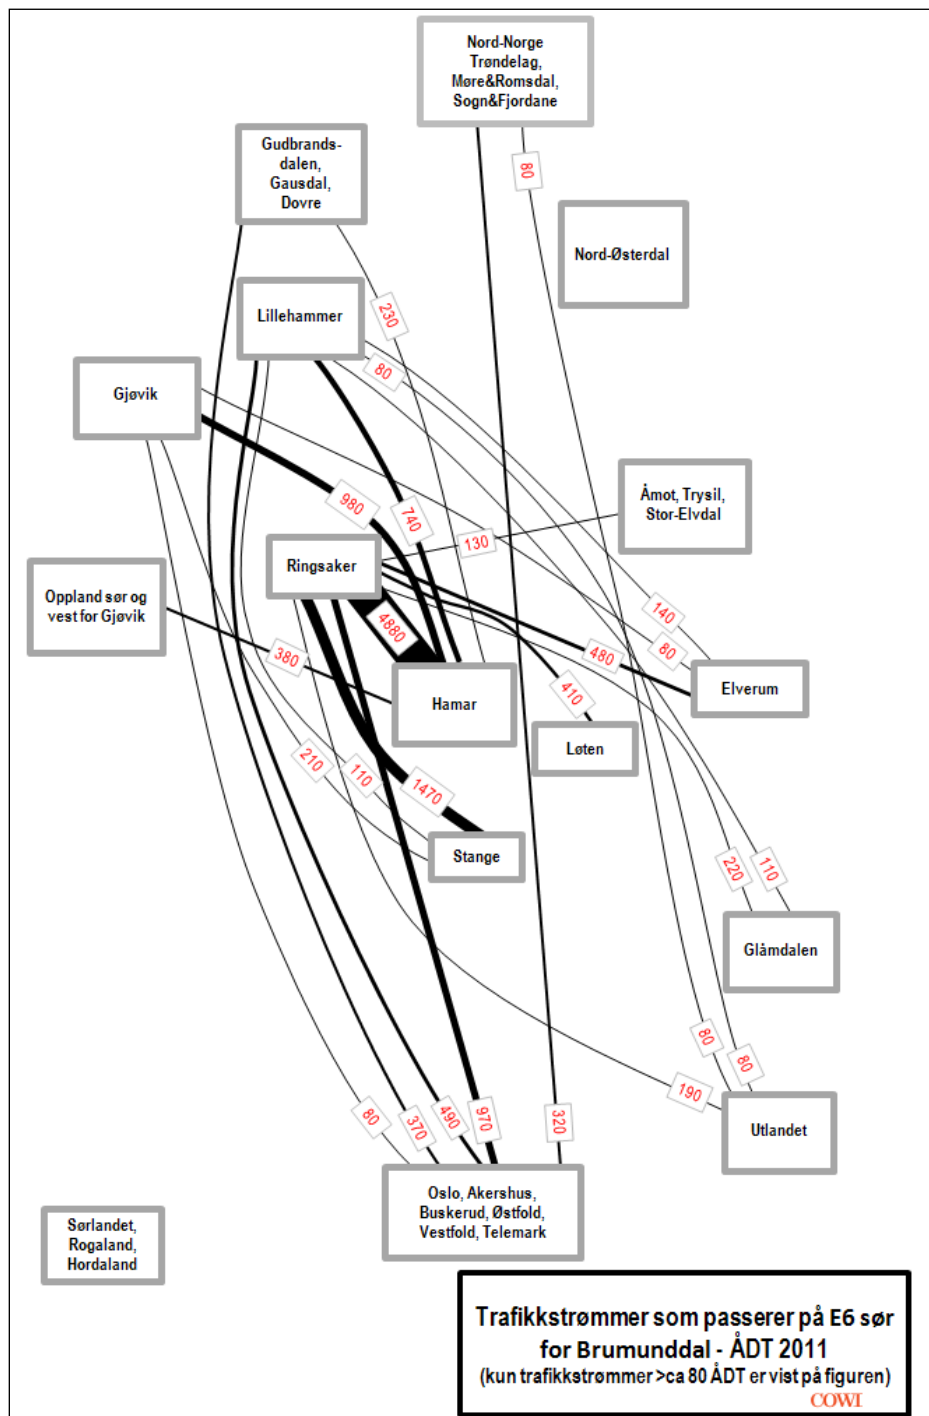 Nord-Norge
Trøndelag,
Møre&Romsdal,
Sogn&Fjordane
Gudbrands-
dalen,
Gausdal,
Dovre
80
Nord-Østerdal
Lillehammer
230
80
Gjøvik
980
740
Åmot, Trysil,
Stor-Elvdal
130
Ringsaker
Oppland sør og
vest for Gjøvik
4880
140
380
480
80
Elverum
410
Hamar
Løten
210
110
1470
Stange
220
110
Glåmdalen
80
80
190
Utlandet
80
370
490
970
320
Oslo, Akershus,
Buskerud, Østfold,
Vestfold, Telemark
Sørlandet,
Rogaland,
Hordaland
Trafikkstrømmer som passerer på E6 sør
for Brumunddal - ÅDT 2011
(kun trafikkstrømmer >ca 80 ÅDT er vist på figuren)
COWI